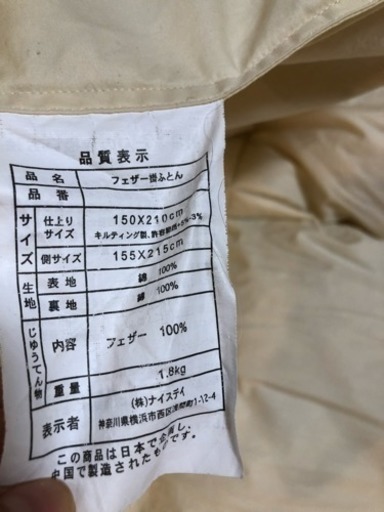 品質表示
品名 フェザー掛ふとん
品番
サイズ 仕上りサイズ 150X210cm
キルティング製、許容範囲+5%-3%
側サイズ 155X215cm
生地 表地 綿 100%
裏地 綿 100%
じゅうてん物 内容 フェザー 100%
重量 1.8kg
表示者 (株)ナイスデイ
神奈川県横浜市西区浅間町1-12-4
この商品は日本で企画し、
中国で製造されたものです。